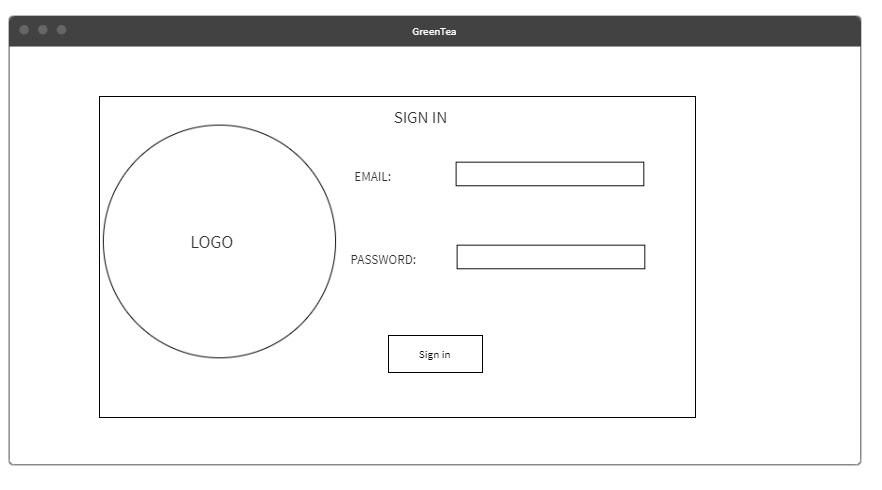 GreenTea
SIGN IN
EMAIL:
LOGO
PASSWORD:
Sign in